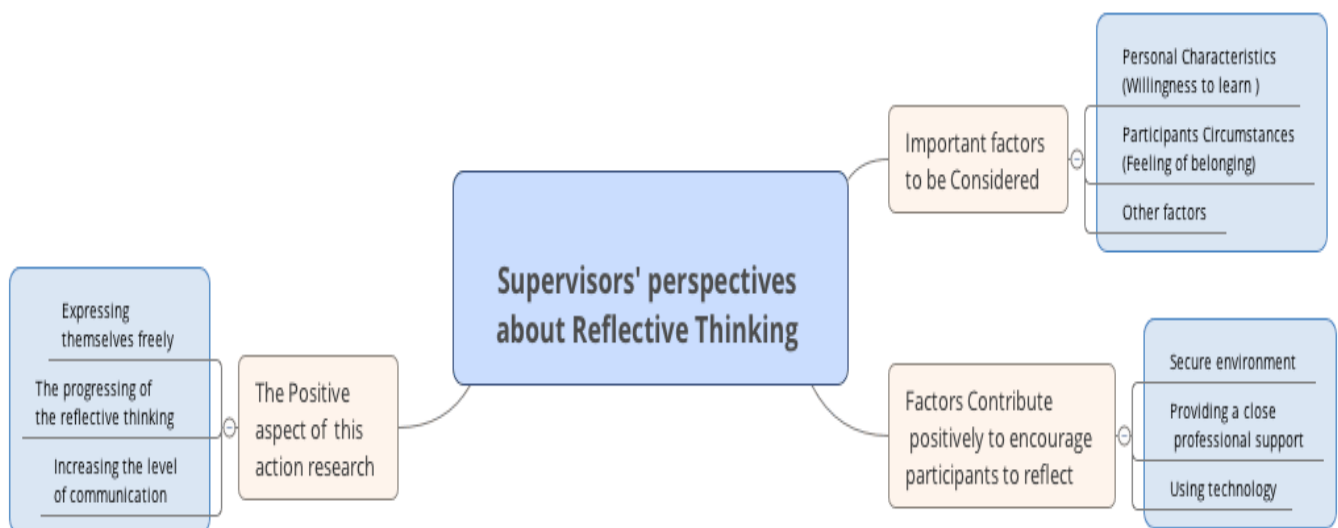 Supervisors' perspectives
about Reflective Thinking
Important factors
to be Considered
Personal Characteristics
(Willingness to learn )
Participants Circumstances
(Feeling of belonging)
Other factors
Factors Contribute
positively to encourage
participants to reflect
Secure environment
Providing a close
professional support
Using technology
The Positive
aspect of this
action research
Expressing
themselves freely
The progressing of
the reflective thinking
Increasing the level
of communication